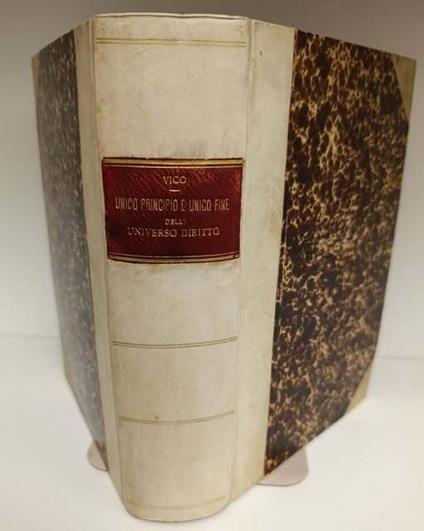 VICO
UNICO PRINCIPIO E UNICO FINE
DELL'
UNIVERSO DIRITTO